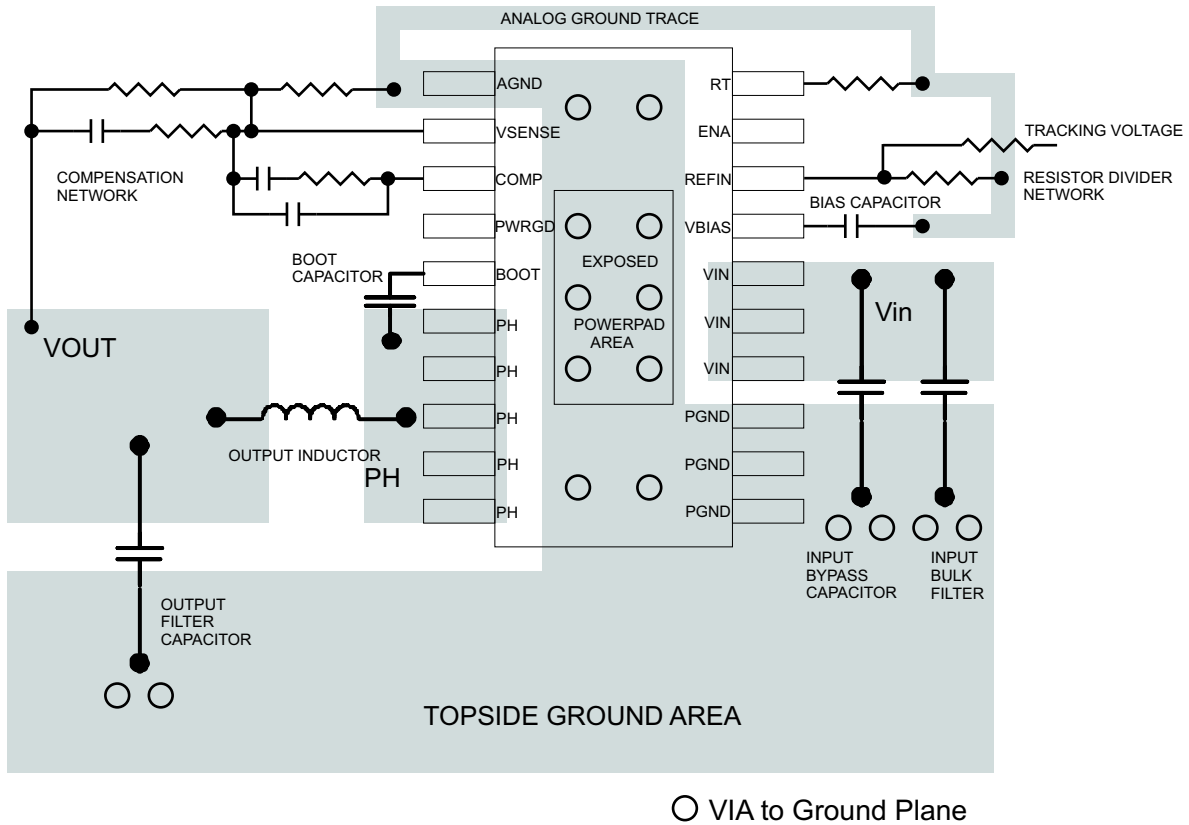 ANALOG GROUND TRACE
AGND
RT
VSENSE
ENA
TRACKING VOLTAGE
COMPENSATION
NETWORK
COMP
REFIN
RESISTOR DIVIDER
NETWORK
BIAS CAPACITOR
PWRGD
VBIAS
BOOT
CAPACITOR
BOOT
EXPOSED
VIN
Vin
PH
POWERPAD
AREA
VIN
VOUT
PH
VIN
PH
PGND
OUTPUT INDUCTOR
PH
PH
PGND
PH
PGND
INPUT
BYPASS
CAPACITOR
INPUT
BULK
FILTER
OUTPUT
FILTER
CAPACITOR
TOPSIDE GROUND AREA
VIA to Ground Plane